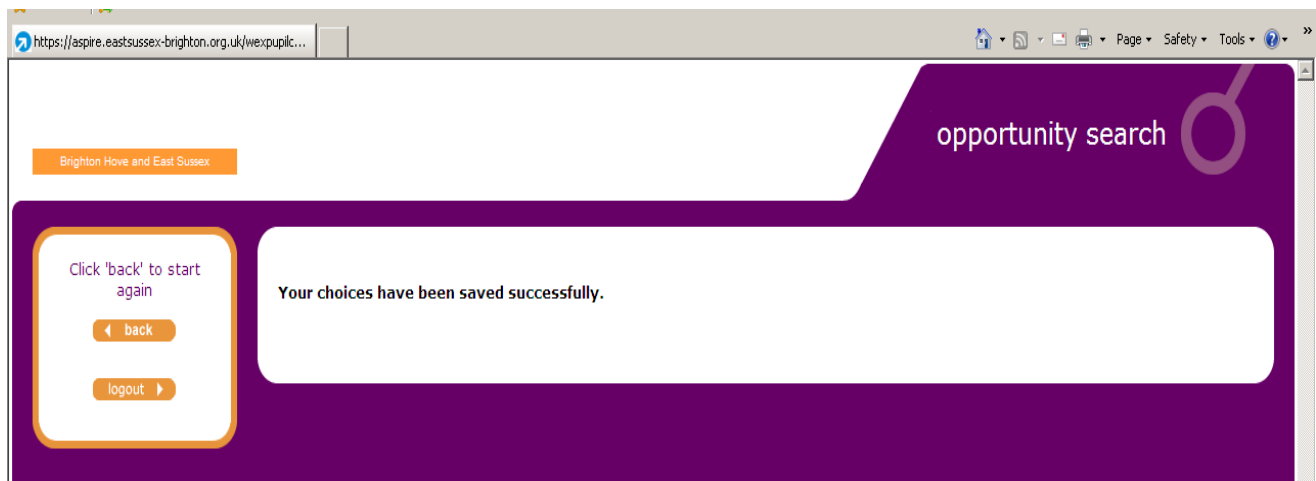 https://aspire.eastsussex-brighton.org.uk/wexpupilc...
Page
Safety
Tools
»
opportunity search
Brighton Hove and East Sussex
Click 'back' to start
again
back
logout
Your choices have been saved successfully.